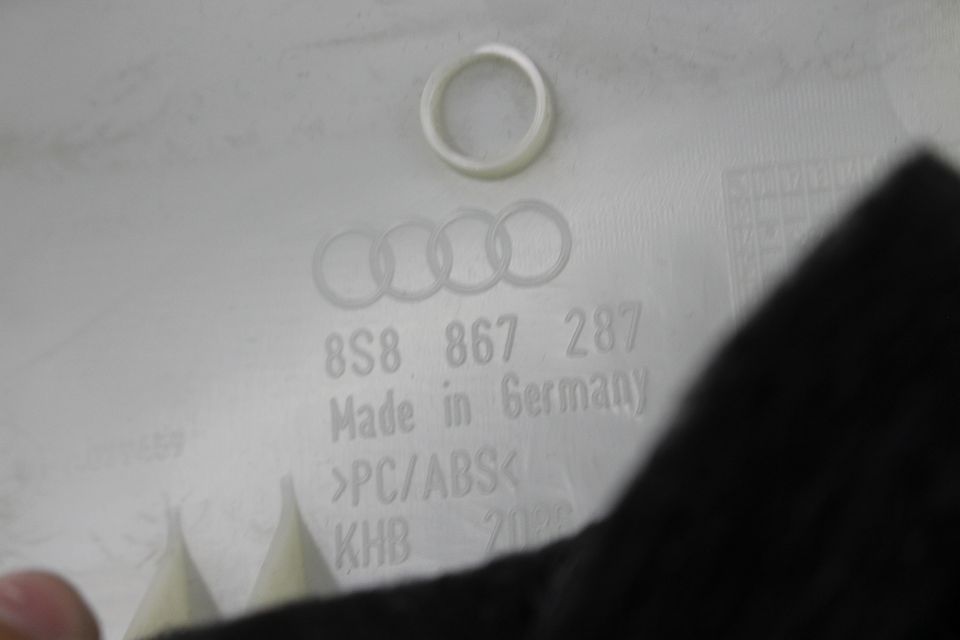 8S8 867 287
Made in Germany
>PC/ABS<
KHB